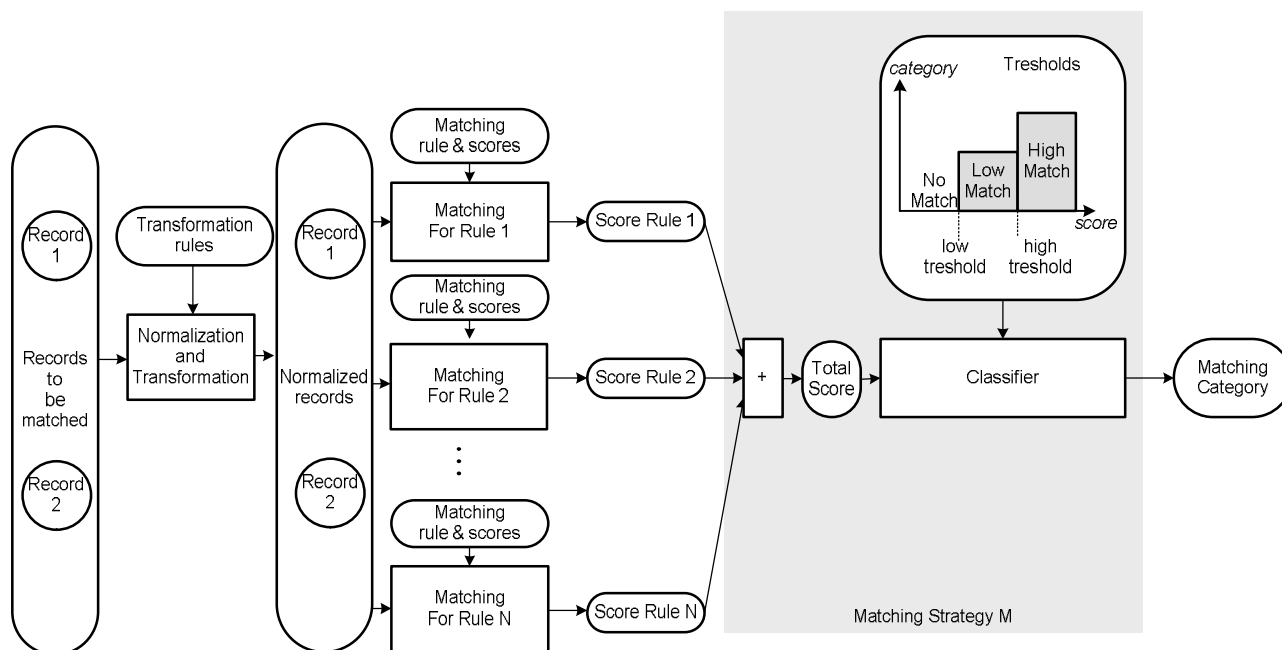 Records
to
be
matched
Record
1
Record
2
Transformation
rules
Normalization
and
Transformation
Normalized
records
Record
1
Record
2
Matching
rule & scores
Matching
For Rule 1
Score Rule 1
Matching
rule & scores
Matching
For Rule 2
Score Rule 2
Matching
rule & scores
Matching
For Rule N
Score Rule N
+
Total
Score
category
Tresholds
No
Match
Low
Match
High
Match
score
low
treshold
high
treshold
Classifier
Matching
Category
Matching Strategy M